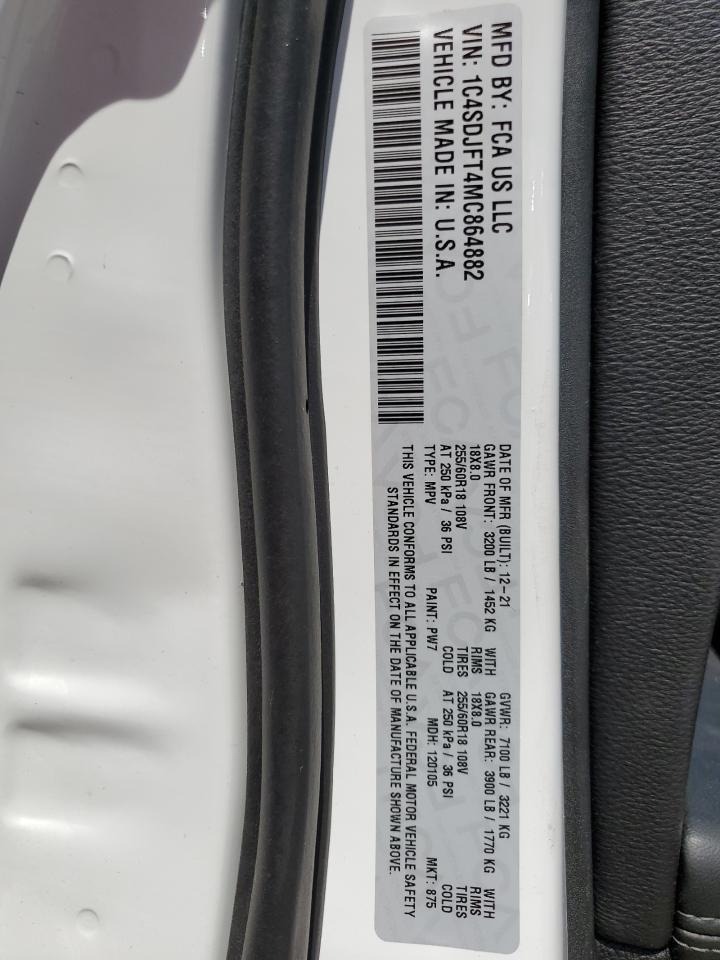 MFD BY: FCA US LLC
VIN: 1C4SDJFT4MC864882
VEHICLE MADE IN: U.S.A.
DATE OF MFR (BUILT): 12-21 GVWR: 7100 LB / 3221 KG
GAWR FRONT: 3200 LB / 1452 KG WITH GAWR REAR: 3900 LB / 1770 KG WITH
18X8.0 RIMS 18X8.0 RIMS
255/60R18 108V TIRES 255/60R18 108V TIRES
AT 250 kPa / 36 PSI COLD AT 250 kPa / 36 PSI COLD
TYPE: MPV PAINT: PW7 MDH: 120105 MKT: 875
THIS VEHICLE CONFORMS TO ALL APPLICABLE U.S.A. FEDERAL MOTOR VEHICLE SAFETY
STANDARDS IN EFFECT ON THE DATE OF MANUFACTURE SHOWN ABOVE.